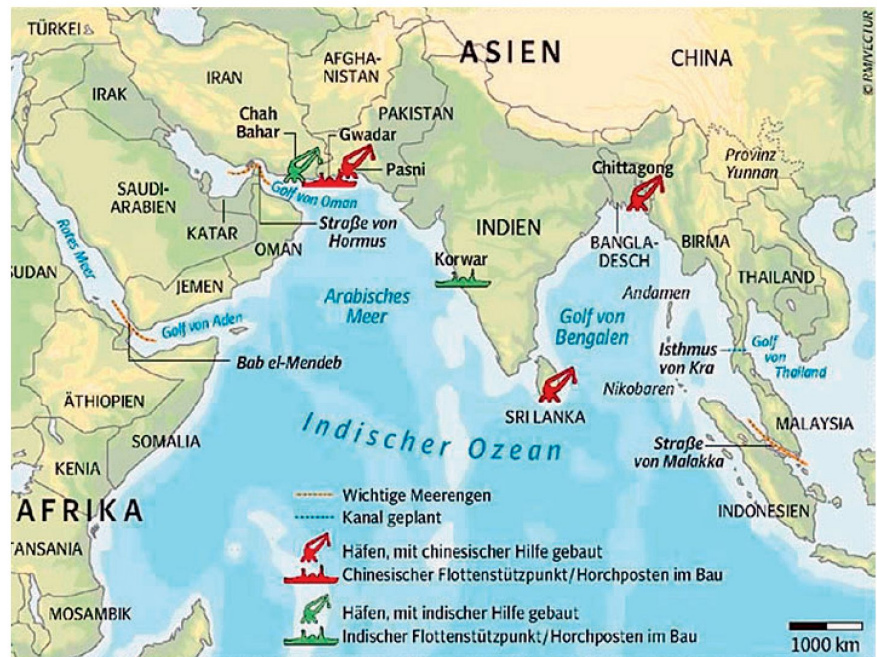 TÜRKEI
IRAN
AFGHA-
NISTAN
ASIEN
CHINA
© RM/VECTUR
IRAK
Chah
Bahar
Gwadar
PAKISTAN
Pasni
Chittagong
Provinz
Yunnan
SAUDI-
ARABIEN
KATAR
Golf von Oman
Straße von
Hormus
OMAN
INDIEN
BANGLA-
DESCH
BIRMA
Rotes Meer
SUDAN
JEMEN
Golf von Aden
Arabisches
Meer
Korwar
Golf von
Bengalen
Andamen
THAILAND
Isthmus
von Kra
Golf
von
Thailand
Bab el-Mendeb
Nikobaren
ÄTHIOPIEN
SRI LANKA
MALAYSIA
SOMALIA
Indischer Ozean
Straße
von Malakka
KENIA
AFRIKA
INDONESIEN
TANSANIA
MOSAMBIK
Wichtige Meerengen
Kanal geplant
Häfen, mit chinesischer Hilfe gebaut
Chinesischer Flottenstützpunkt/Horchposten im Bau
Häfen, mit indischer Hilfe gebaut
Indischer Flottenstützpunkt/Horchposten im Bau
1000 km